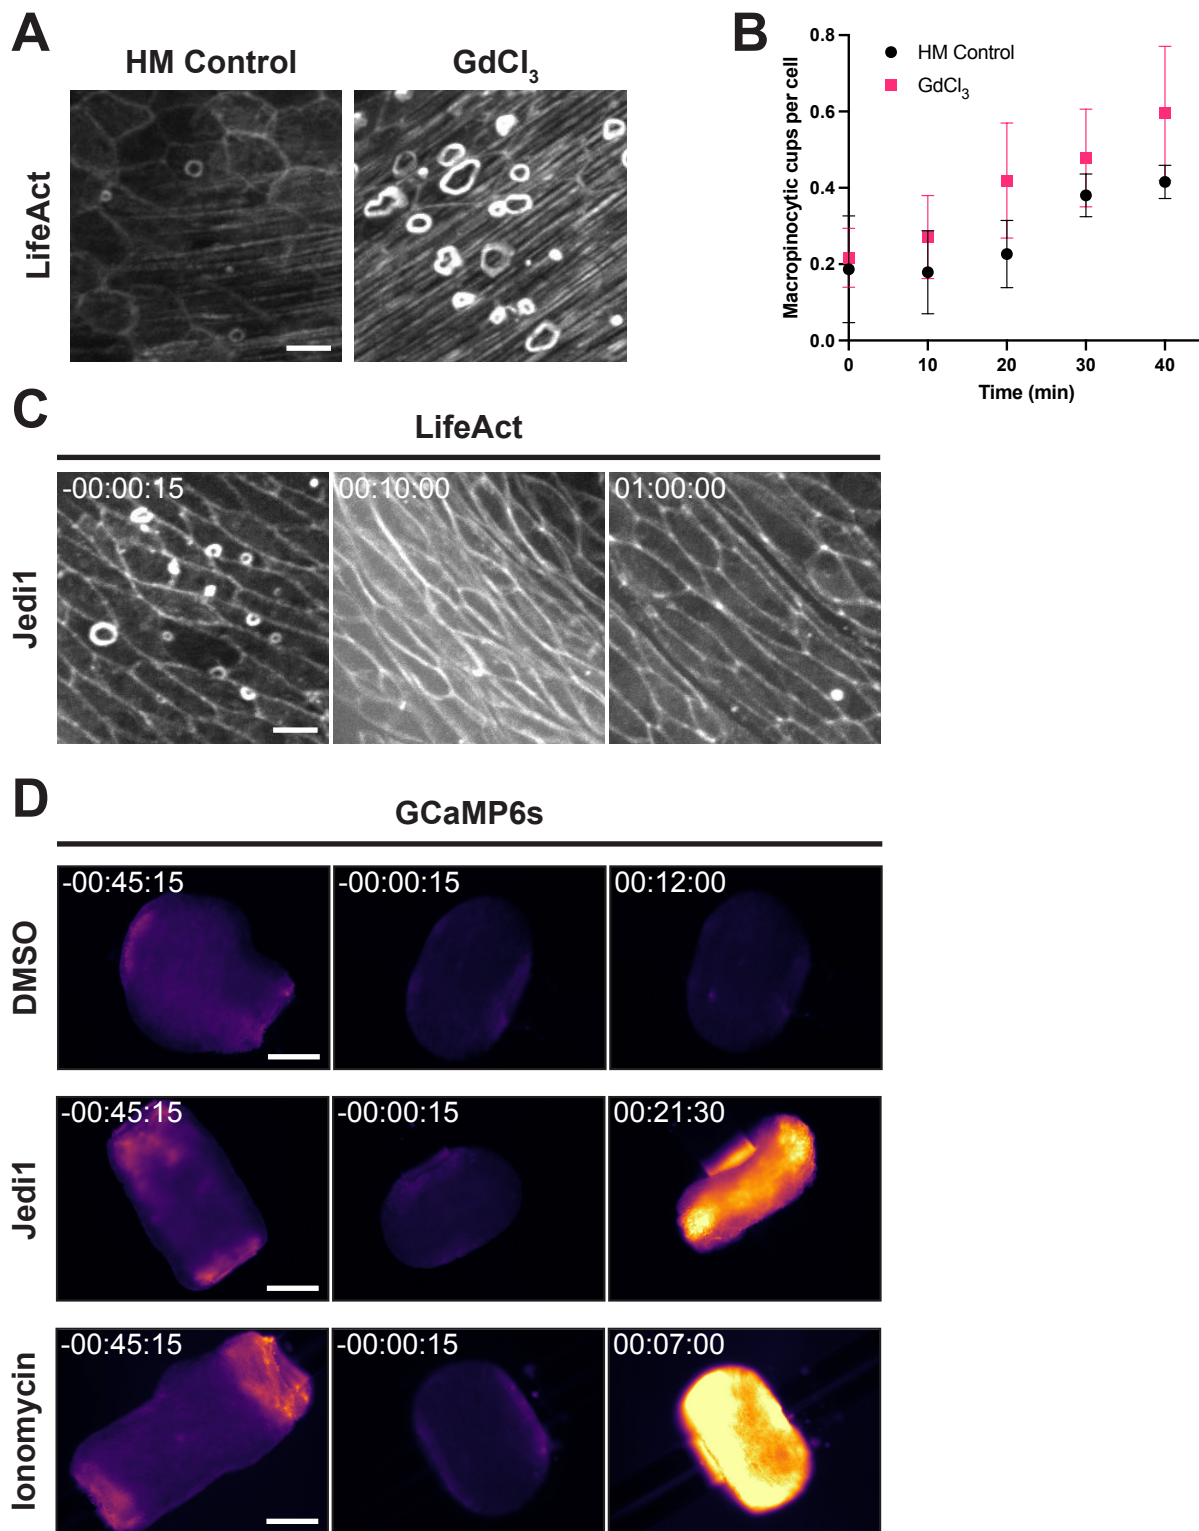 A
HM Control
GdCl3
LifeAct
B
Macropinocytic cups per cell
0.8
0.6
0.4
0.2
0.0
HM Control
GdCl3
0 10 20 30 40
Time (min)
C
LifeAct
Jedi1
-00:00:15
00:10:00
01:00:00
D
GCaMP6s
DMSO
-00:45:15
-00:00:15
00:12:00
Jedi1
-00:45:15
-00:00:15
00:21:30
Ionomycin
-00:45:15
-00:00:15
00:07:00